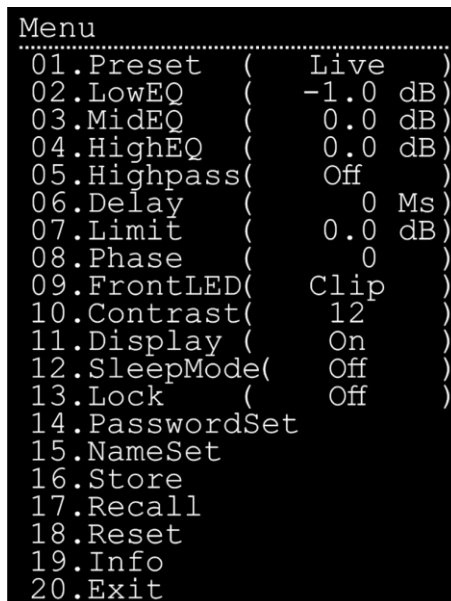 Menu
01.Preset ( Live )
02.LowEQ ( -1.0 dB)
03.MidEQ ( 0.0 dB)
04.HighEQ ( 0.0 dB)
05.Highpass( Off )
06.Delay ( 0 Ms)
07.Limit ( 0.0 dB)
08.Phase ( 0 )
09.FrontLED( Clip )
10.Contrast( 12 )
11.Display ( On )
12.SleepMode( Off )
13.Lock ( Off )
14.PasswordSet
15.NameSet
16.Store
17.Recall
18.Reset
19.Info
20.Exit